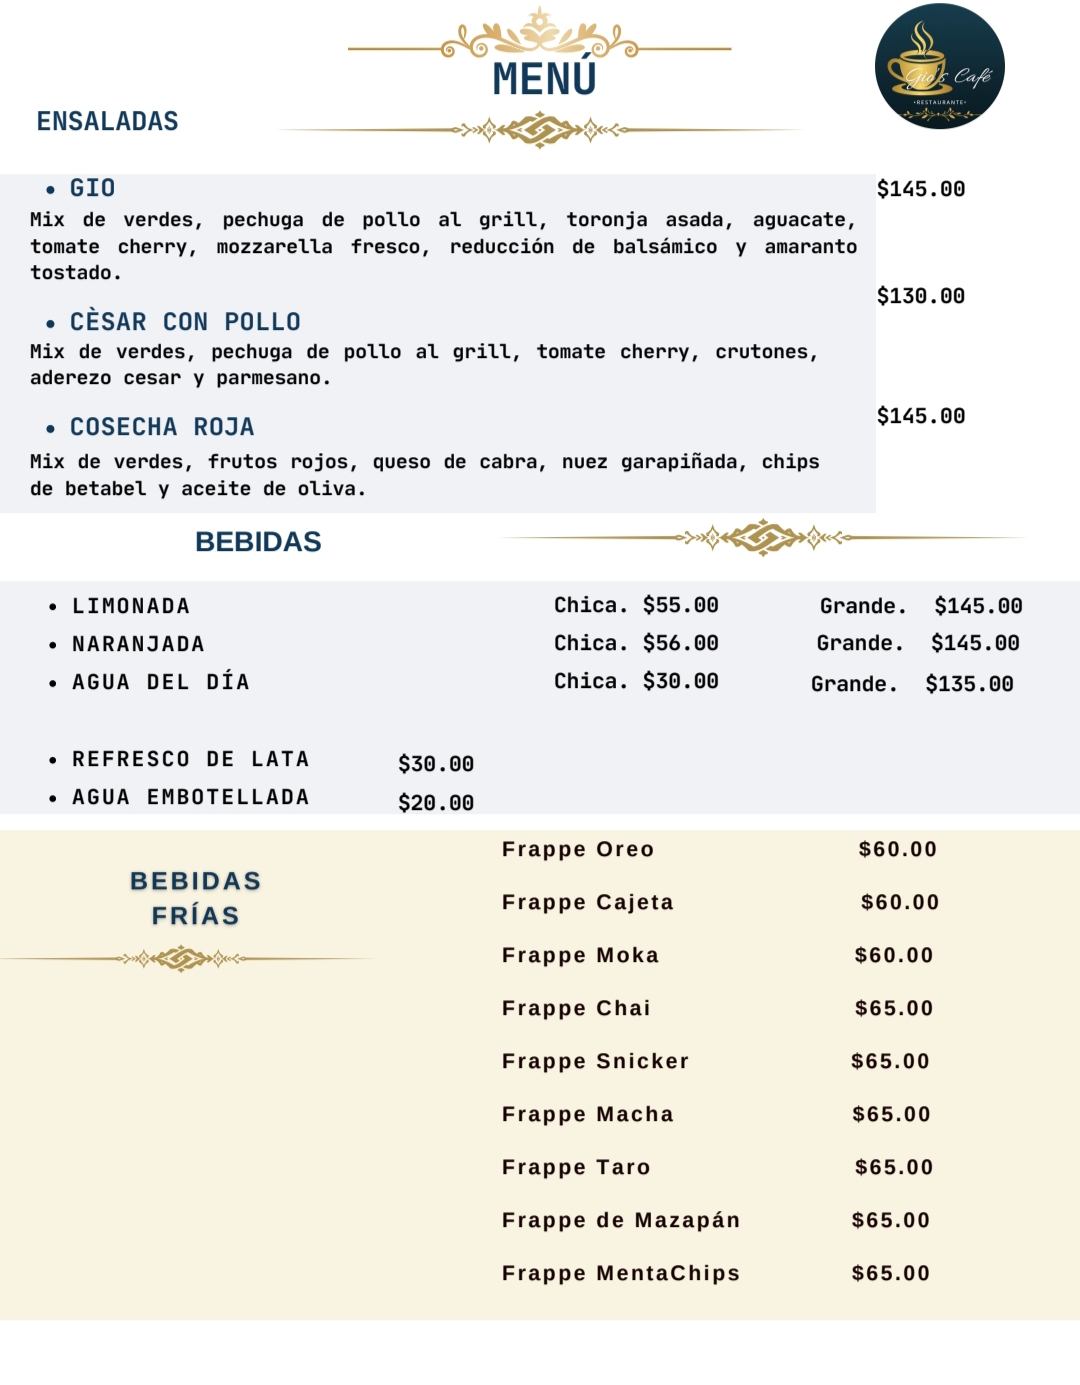 MENÚ
Gio's Café
•RESTAURANTE•
ENSALADAS
• GIO $145.00
Mix de verdes, pechuga de pollo al grill, toronja asada, aguacate,
tomate cherry, mozzarella fresco, reducción de balsámico y amaranto
tostado.
$130.00
• CÈSAR CON POLLO
Mix de verdes, pechuga de pollo al grill, tomate cherry, crutones,
aderezo cesar y parmesano.
$145.00
• COSECHA ROJA
Mix de verdes, frutos rojos, queso de cabra, nuez garapiñada, chips
de betabel y aceite de oliva.
BEBIDAS
• LIMONADA Chica. $55.00 Grande. $145.00
• NARANJADA Chica. $56.00 Grande. $145.00
• AGUA DEL DÍA Chica. $30.00 Grande. $135.00
• REFRESCO DE LATA $30.00
• AGUA EMBOTELLADA $20.00
BEBIDAS
FRÍAS
Frappe Oreo $60.00
Frappe Cajeta $60.00
Frappe Moka $60.00
Frappe Chai $65.00
Frappe Snicker $65.00
Frappe Macha $65.00
Frappe Taro $65.00
Frappe de Mazapán $65.00
Frappe MentaChips $65.00